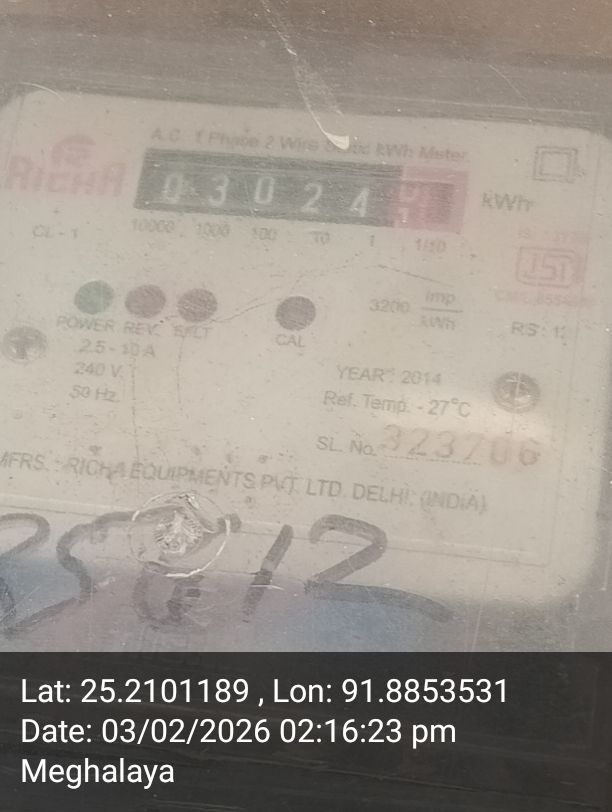 A.C. 1 Phase 2 Wire Static kWh Meter
RICHA
0 3 0 2 4
kWh
CL - 1
10000 1000 100 10 1 1/10
ISI
3200 imp
kWh
POWER REV. E/LT
CAL
2.5 - 10 A
240 V.
50 Hz.
YEAR : 2014
Ref. Temp. - 27°C
SL. No. 323706
MFRS. : RICHA EQUIPMENTS PVT. LTD. DELHI. (INDIA)
Lat: 25.2101189 , Lon: 91.8853531
Date: 03/02/2026 02:16:23 pm
Meghalaya